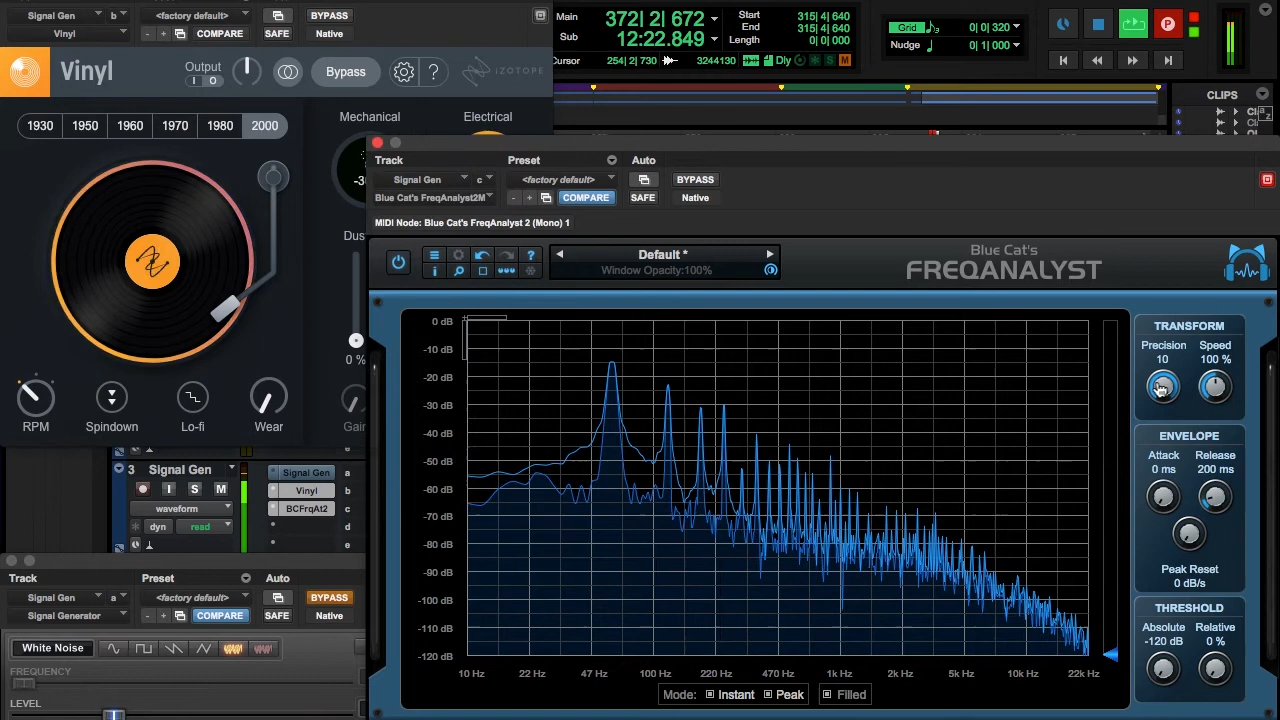 Signal Gen b <factory default> BYPASS
Vinyl - + COMPARE SAFE Native
Main 372| 2| 672
Sub 12:22.849
Start 315| 4| 640
End 315| 4| 640
Length 0| 0| 000
Cursor 254| 2| 730 3244130 Dly S M
Grid 0| 0| 320
Nudge 0| 1| 000
P
Vinyl
Output
I O
Bypass
?
iZOTOPE
CLIPS
1930 1950 1960 1970 1980 2000
Mechanical Electrical
Dus
0 %
RPM Spindown Lo-fi Wear Gai
Track Preset Auto
Signal Gen c <factory default> BYPASS
Blue Cat's FreqAnalyst2M - + COMPARE SAFE Native
MIDI Node: Blue Cat's FreqAnalyst 2 (Mono) 1
Default *
Window Opacity:100%
Blue Cat's
FREQANALYST
0 dB
-10 dB
-20 dB
-30 dB
-40 dB
-50 dB
-60 dB
-70 dB
-80 dB
-90 dB
-100 dB
-110 dB
-120 dB
10 Hz 22 Hz 47 Hz 100 Hz 220 Hz 470 Hz 1k Hz 2k Hz 5k Hz 10k Hz 22k Hz
Mode: Instant Peak Filled
TRANSFORM
Precision Speed
10 100 %
ENVELOPE
Attack Release
0 ms 200 ms
Peak Reset
0 dB/s
THRESHOLD
Absolute Relative
-120 dB 0 %
3 Signal Gen
I S M
waveform
dyn read
Signal Gen a
Vinyl b
BCFrqAt2 c
d
e
Track Preset Auto
Signal Gen a <factory default> BYPASS
Signal Generator - + COMPARE SAFE Native
White Noise
FREQUENCY
LEVEL